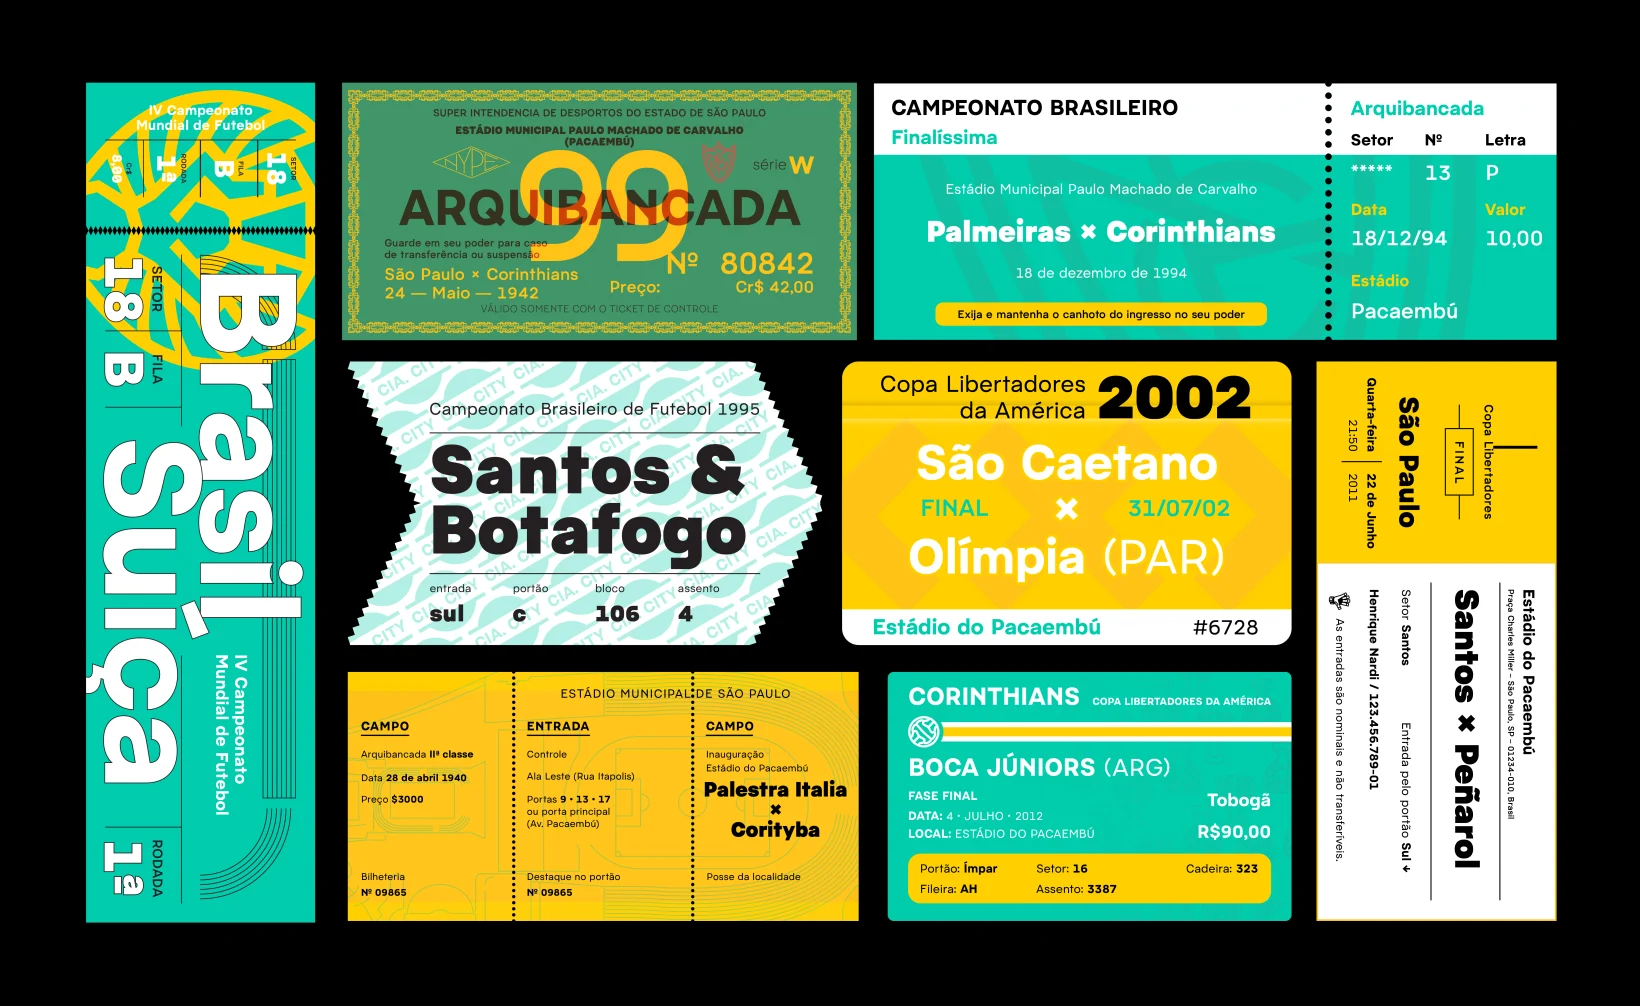 IV Campeonato
Mundial de Futebol
Cr$
8,00
RODADA
1ª
FILA
B
SETOR
18
SETOR
18
FILA
B
Brasil
Suíça
IV Campeonato
Mundial de Futebol
RODADA
1ª
SUPER INTENDENCIA DE DESPORTOS DO ESTADO DE SÃO PAULO
ESTÁDIO MUNICIPAL PAULO MACHADO DE CARVALHO
(PACAEMBÚ)
NYPE
99
série W
ARQUIBANCADA
Guarde em seu poder para caso
de transferência ou suspensão
São Paulo × Corinthians
24 — Maio — 1942
Nº 80842
Preço: Cr$ 42,00
VÁLIDO SOMENTE COM O TICKET DE CONTROLE
CAMPEONATO BRASILEIRO
Finalíssima
Estádio Municipal Paulo Machado de Carvalho
Palmeiras × Corinthians
18 de dezembro de 1994
Exija e mantenha o canhoto do ingresso no seu poder
Arquibancada
Setor Nº Letra
***** 13 P
Data Valor
18/12/94 10,00
Estádio
Pacaembú
CIA. CITY
Campeonato Brasileiro de Futebol 1995
Santos &
Botafogo
entrada portão bloco assento
sul c 106 4
Copa Libertadores
da América
2002
São Caetano
FINAL × 31/07/02
Olímpia (PAR)
Estádio do Pacaembú #6728
Copa Libertadores
FINAL
São Paulo
Quarta-feira 22 de Junho
21:50 2011
Estádio do Pacaembú
Praça Charles Miller – São Paulo, SP – 01234-010, Brasil
Santos × Peñarol
Setor Santos Entrada pelo portão Sul ↓
Henrique Nardi / 123.456.789-01
As entradas são nominais e não transferíveis.
ESTÁDIO MUNICIPAL DE SÃO PAULO
CAMPO
Arquibancada IIª classe
Data 28 de abril 1940
Preço $3000
Bilheteria
Nº 09865
ENTRADA
Controle
Ala Leste (Rua Itapolis)
Portas 9 • 13 • 17
ou porta principal
(Av. Pacaembú)
Destaque no portão
Nº 09865
CAMPO
Inauguração
Estádio do Pacaembú
Palestra Italia
×
Corityba
Posse da localidade
CORINTHIANS COPA LIBERTADORES DA AMÉRICA
BOCA JÚNIORS (ARG)
FASE FINAL
DATA: 4 • JULHO • 2012
LOCAL: ESTÁDIO DO PACAEMBÚ
Tobogã
R$90,00
Portão: Ímpar Setor: 16 Cadeira: 323
Fileira: AH Assento: 3387